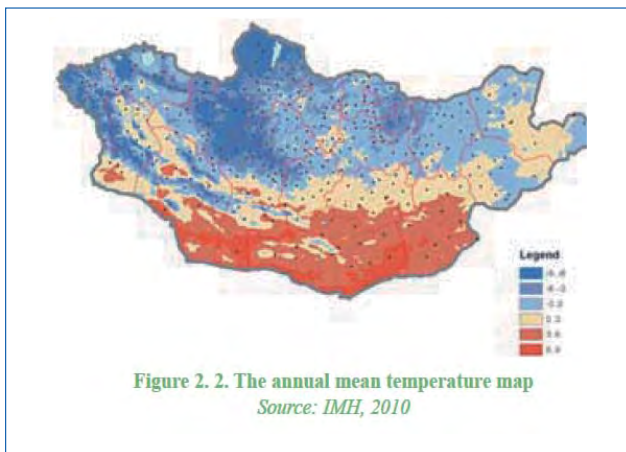 Legend
Figure 2. 2. The annual mean temperature map
Source: IMH, 2010